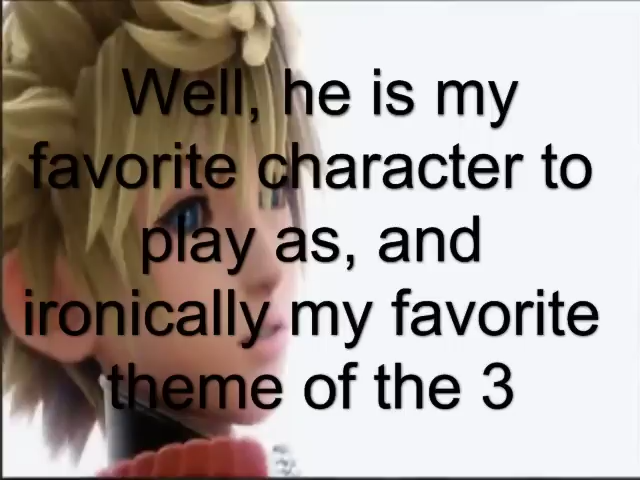 Well, he is my
favorite character to
play as, and
ironically my favorite
theme of the 3